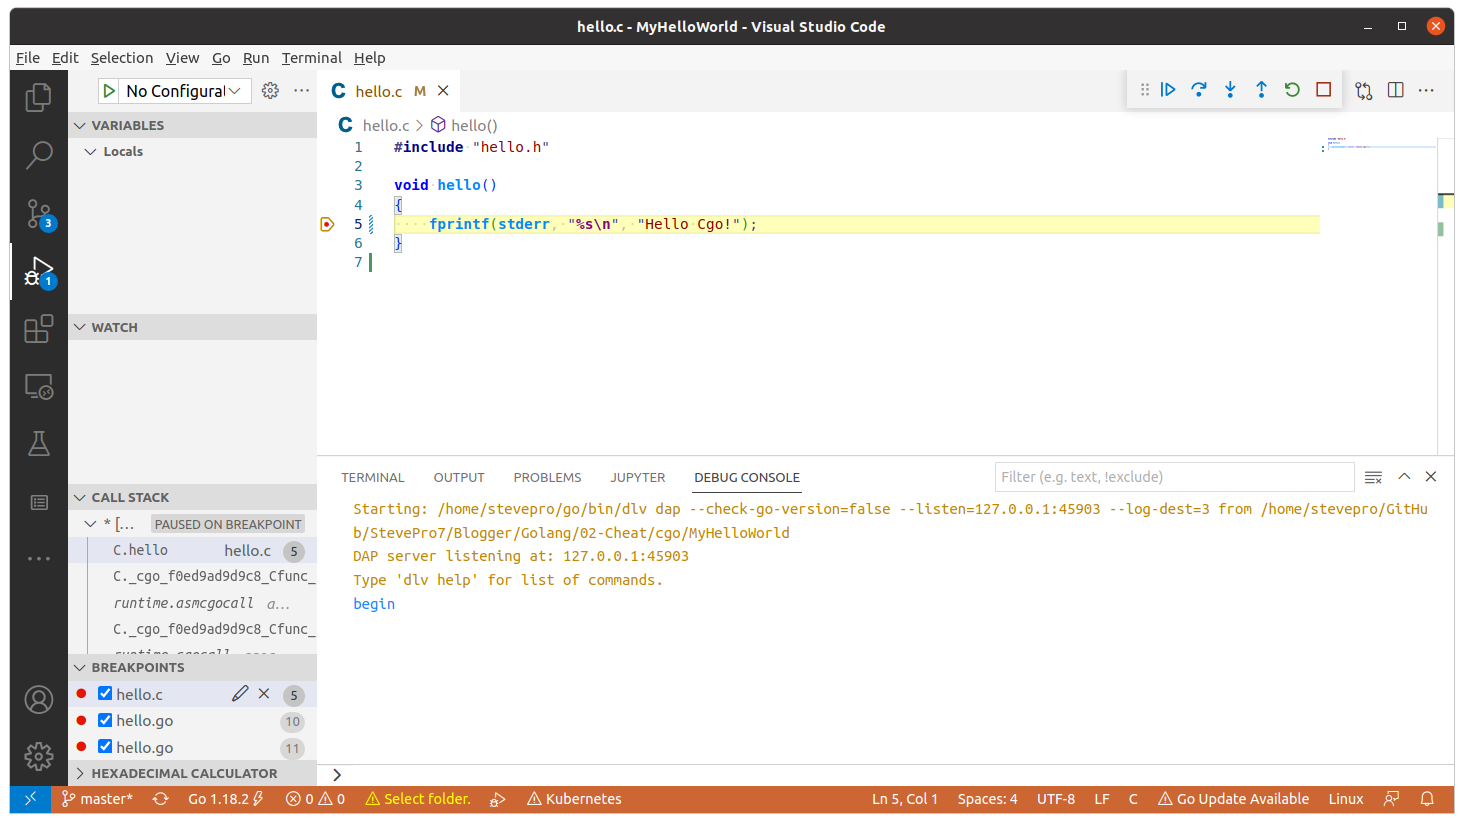 hello.c - MyHelloWorld - Visual Studio Code
File Edit Selection View Go Run Terminal Help
No Configural
hello.c M
VARIABLES
Locals
hello.c > hello()
1 #include "hello.h"
2
3 void hello()
4 {
5 fprintf(stderr, "%s\n", "Hello Cgo!");
6 }
7
3
1
WATCH
CALL STACK
* [... PAUSED ON BREAKPOINT
C.hello hello.c 5
C._cgo_f0ed9ad9d9c8_Cfunc_
runtime.asmcgocall a...
C._cgo_f0ed9ad9d9c8_Cfunc_
BREAKPOINTS
hello.c 5
hello.go 10
hello.go 11
HEXADECIMAL CALCULATOR
TERMINAL OUTPUT PROBLEMS JUPYTER DEBUG CONSOLE
Filter (e.g. text, !exclude)
Starting: /home/stevepro/go/bin/dlv dap --check-go-version=false --listen=127.0.0.1:45903 --log-dest=3 from /home/stevepro/GitHu
b/StevePro7/Blogger/Golang/02-Cheat/cgo/MyHelloWorld
DAP server listening at: 127.0.0.1:45903
Type 'dlv help' for list of commands.
begin
>
master* Go 1.18.2 0 0 Select folder. Kubernetes Ln 5, Col 1 Spaces: 4 UTF-8 LF C Go Update Available Linux